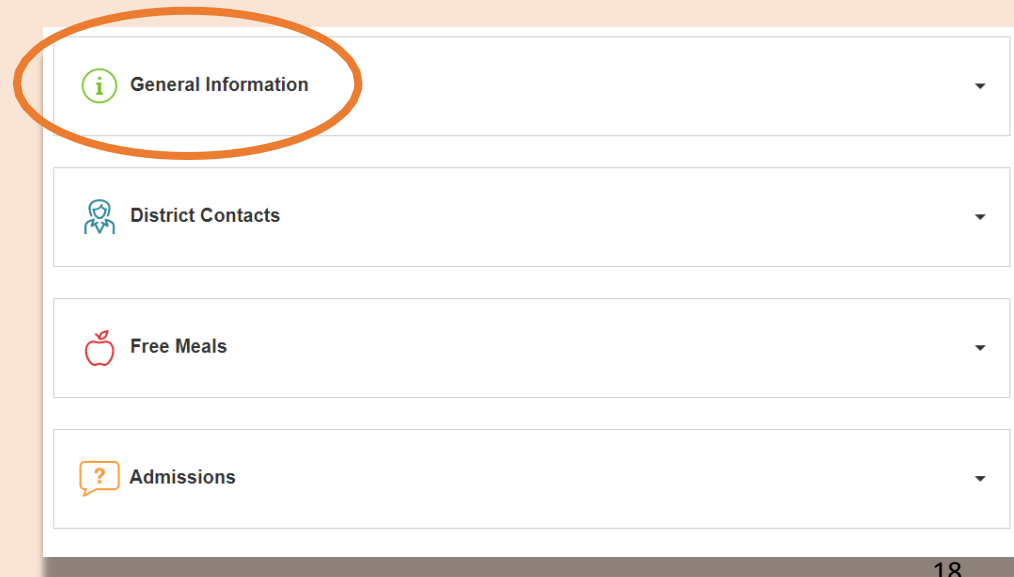 General Information
District Contacts
Free Meals
Admissions
18